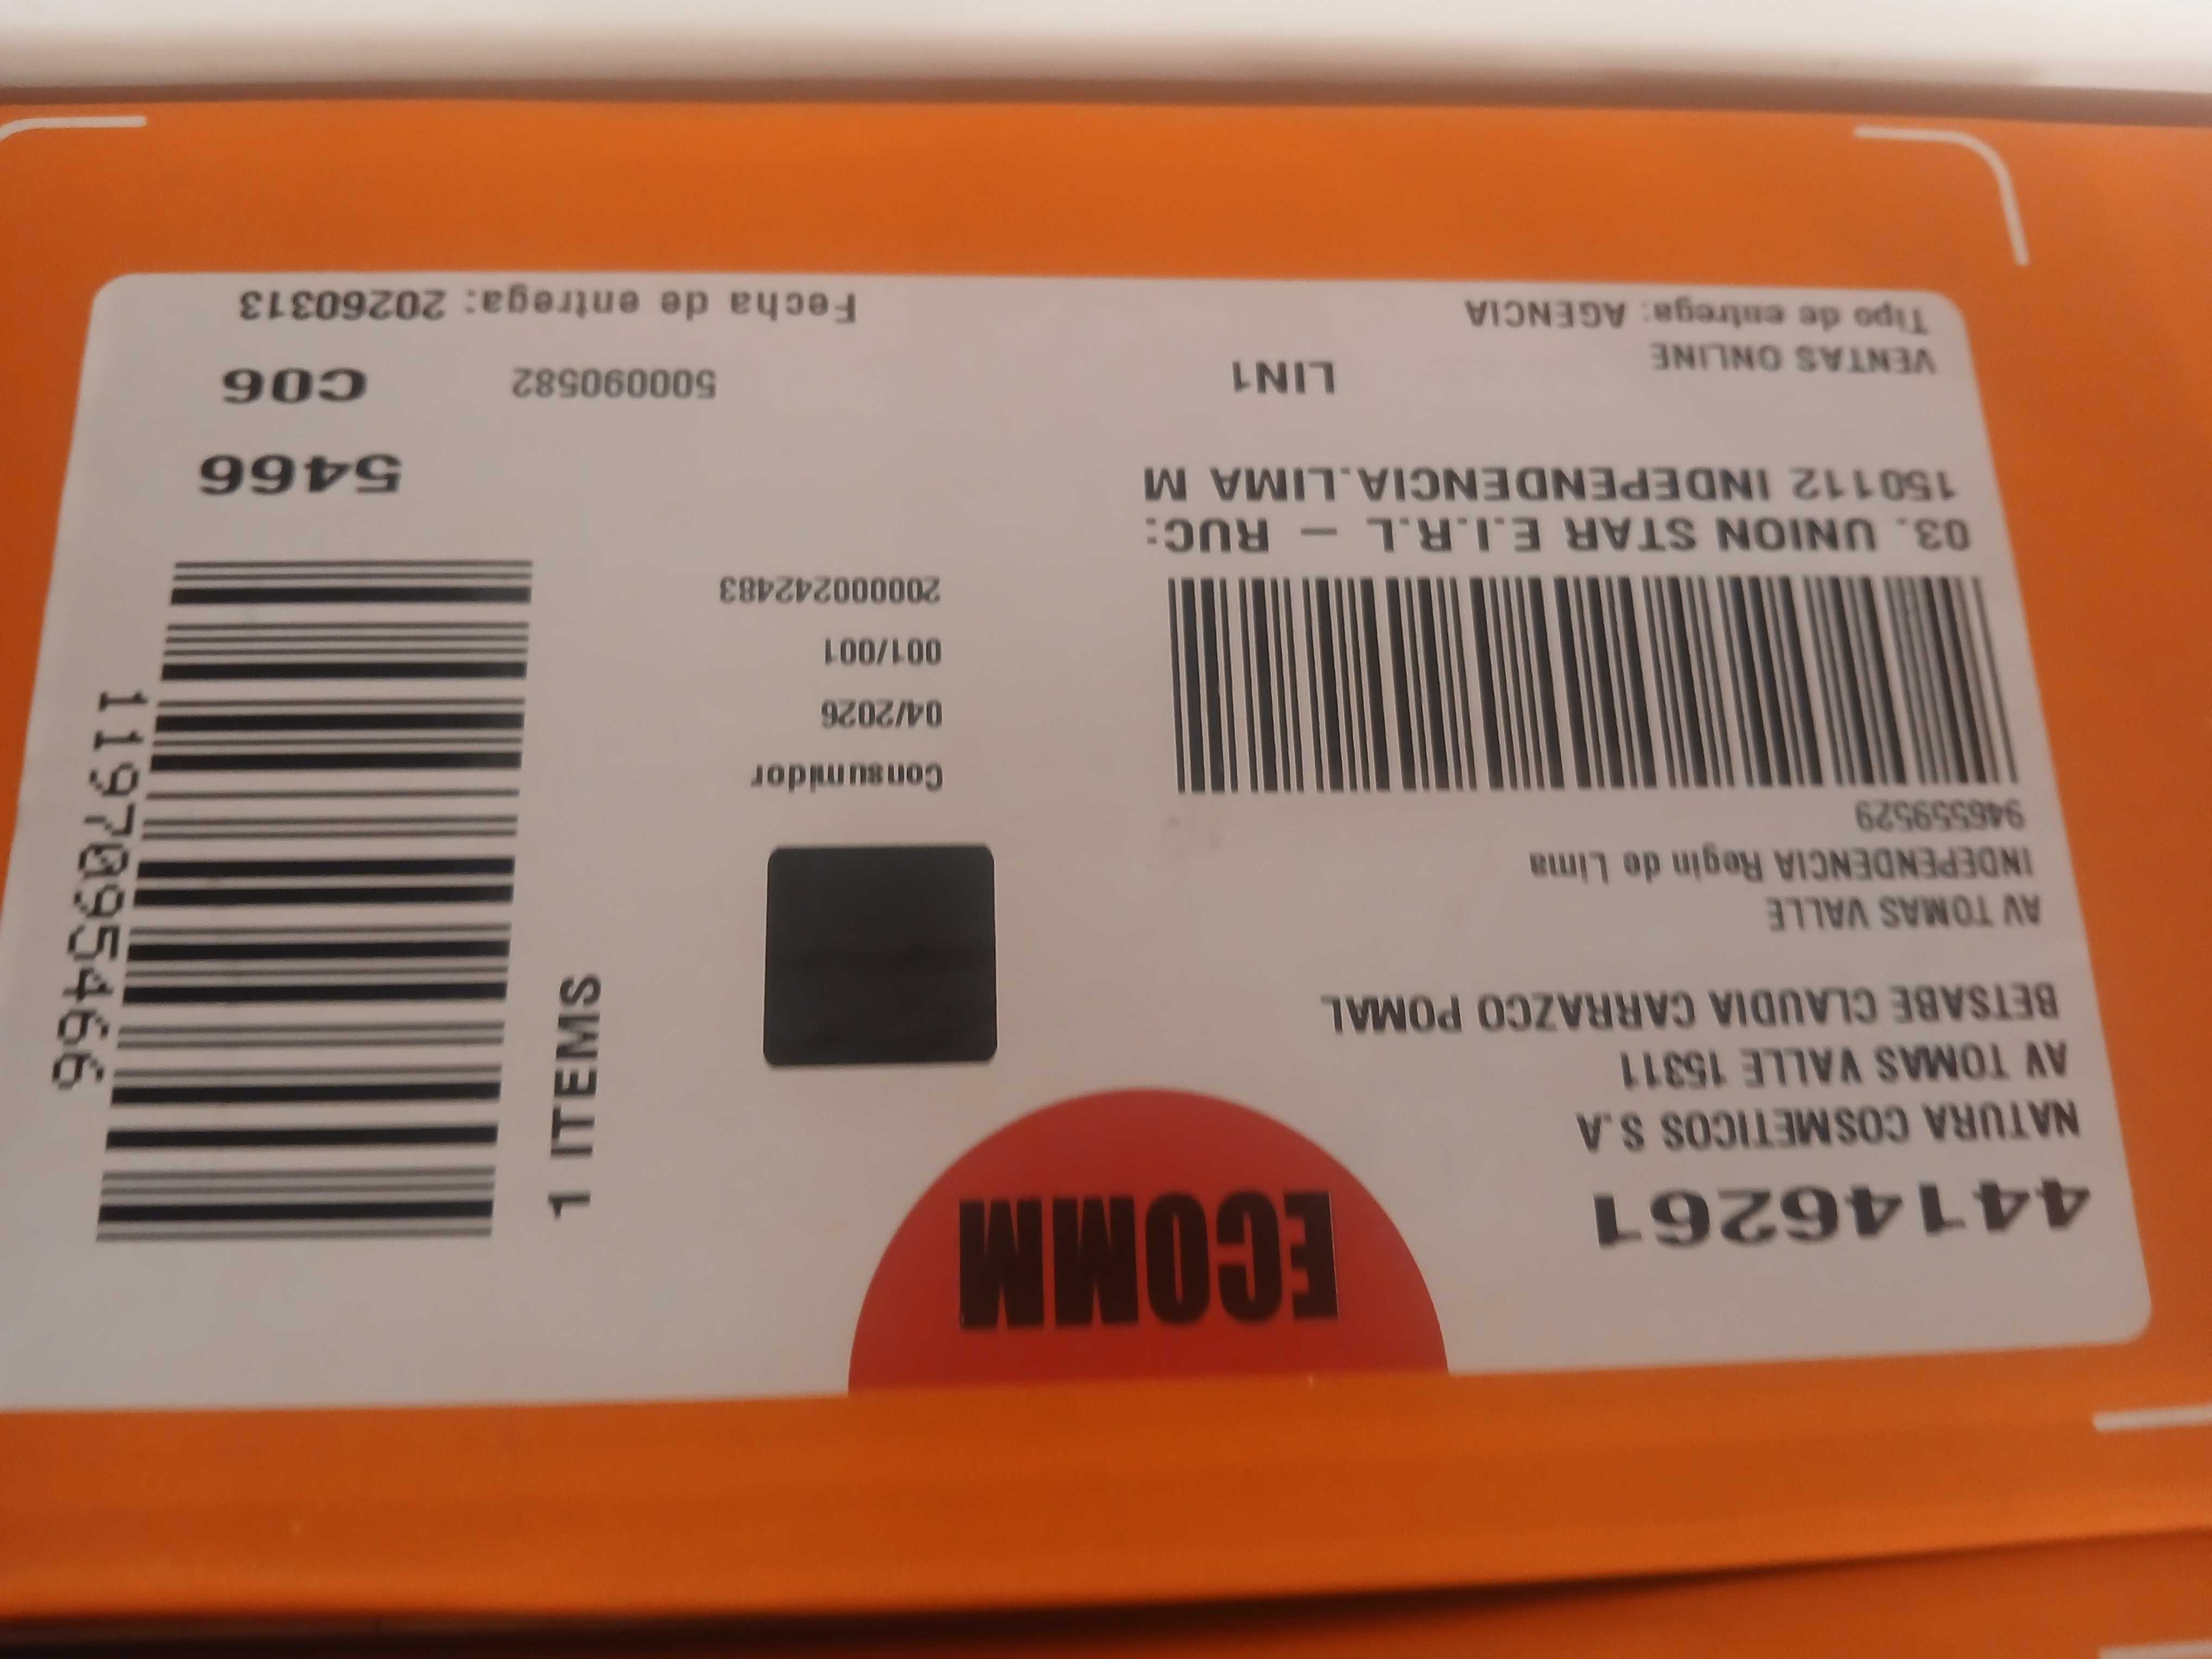 ECOMM
44146261
NATURA COSMETICOS S.A
AV TOMAS VALLE 15311
BETSABE CLAUDIA CARRAZCO POMAL
AV TOMAS VALLE
INDEPENDENCIA Regin de Lima
946559529
03. UNION STAR E.I.R.L – RUC:
150112 INDEPENDENCIA.LIMA M
VENTAS ONLINE
LIN1
Tipo de entrega: AGENCIA
Consumidor
04/2026
001/001
20000242483
500090582
1 ITEMS
1197095466
5466
C06
Fecha de entrega: 20260313